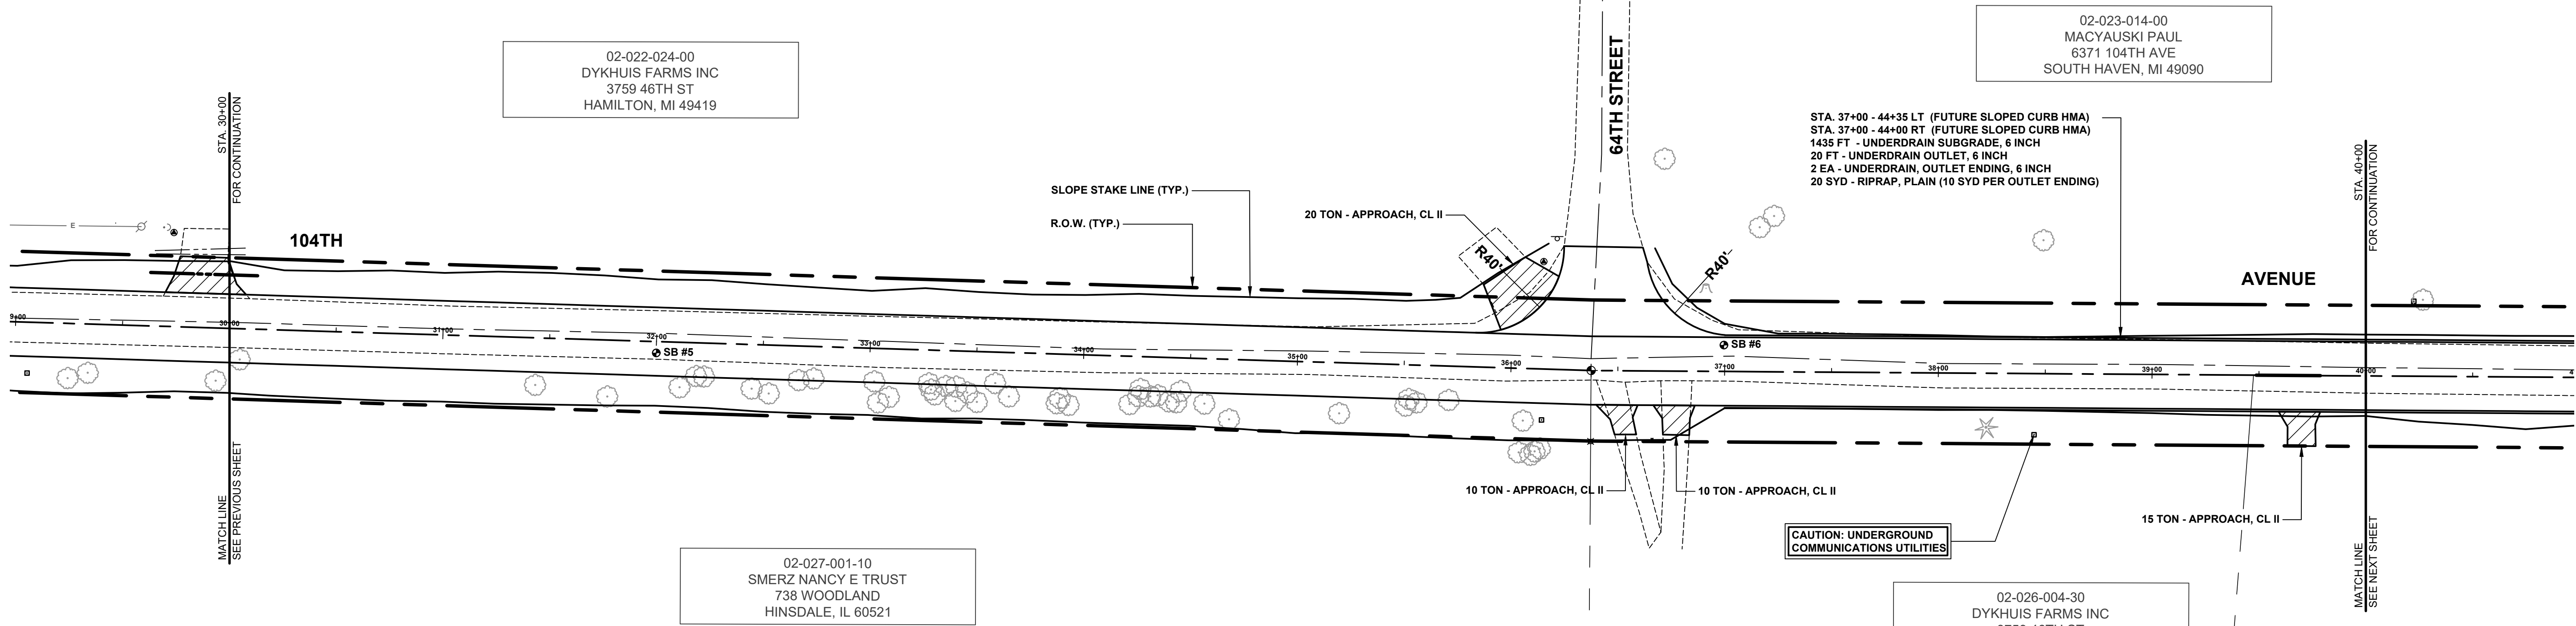 02-022-024-00
DYKHUIS FARMS INC
3759 46TH ST
HAMILTON, MI 49419
02-023-014-00
MACYAUSKI PAUL
6371 104TH AVE
SOUTH HAVEN, MI 49090
64TH STREET
STA. 30+00
FOR CONTINUATION
STA. 37+00 - 44+35 LT (FUTURE SLOPED CURB HMA)
STA. 37+00 - 44+00 RT (FUTURE SLOPED CURB HMA)
1435 FT - UNDERDRAIN SUBGRADE, 6 INCH
20 FT - UNDERDRAIN OUTLET, 6 INCH
2 EA - UNDERDRAIN, OUTLET ENDING, 6 INCH
20 SYD - RIPRAP, PLAIN (10 SYD PER OUTLET ENDING)
STA. 40+00
FOR CONTINUATION
SLOPE STAKE LINE (TYP.)
R.O.W. (TYP.)
20 TON - APPROACH, CL II
E
104TH
R40'
R40'
AVENUE
9+00
30+00
31+00
32+00
33+00
34+00
35+00
36+00
37+00
38+00
39+00
40+00
4
SB #5
SB #6
10 TON - APPROACH, CL II
10 TON - APPROACH, CL II
15 TON - APPROACH, CL II
CAUTION: UNDERGROUND
COMMUNICATIONS UTILITIES
MATCH LINE
SEE PREVIOUS SHEET
MATCH LINE
SEE NEXT SHEET
02-027-001-10
SMERZ NANCY E TRUST
738 WOODLAND
HINSDALE, IL 60521
02-026-004-30
DYKHUIS FARMS INC